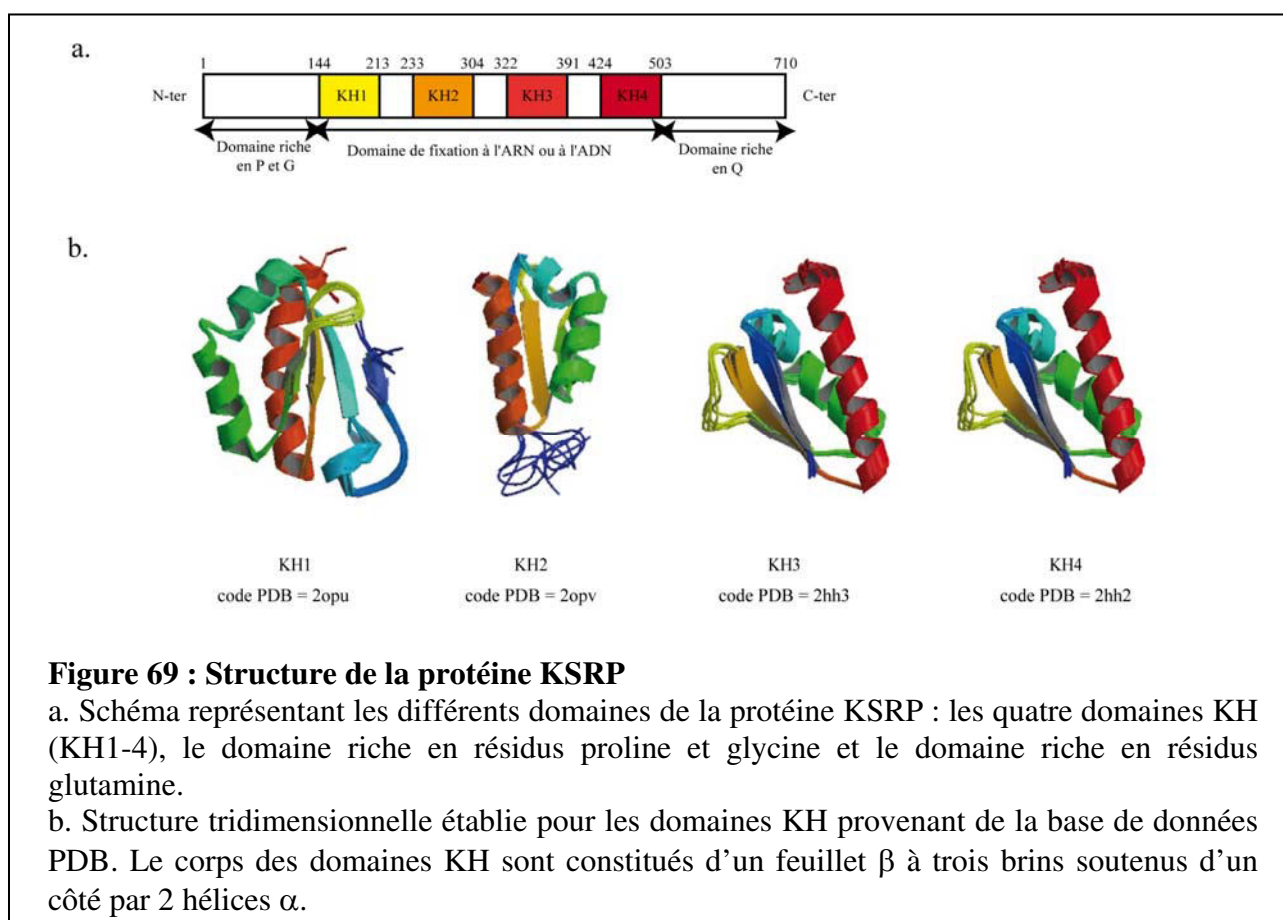 a.
1 144 213 233 304 322 391 424 503 710
N-ter KH1 KH2 KH3 KH4 C-ter
Domaine riche en P et G
Domaine de fixation à l'ARN ou à l'ADN
Domaine riche en Q
b.
KH1 KH2 KH3 KH4
code PDB = 2opu code PDB = 2opv code PDB = 2hh3 code PDB = 2hh2
Figure 69 : Structure de la protéine KSRP
a. Schéma représentant les différents domaines de la protéine KSRP : les quatre domaines KH
(KH1-4), le domaine riche en résidus proline et glycine et le domaine riche en résidus
glutamine.
b. Structure tridimensionnelle établie pour les domaines KH provenant de la base de données
PDB. Le corps des domaines KH sont constitués d'un feuillet β à trois brins soutenus d'un
côté par 2 hélices α.